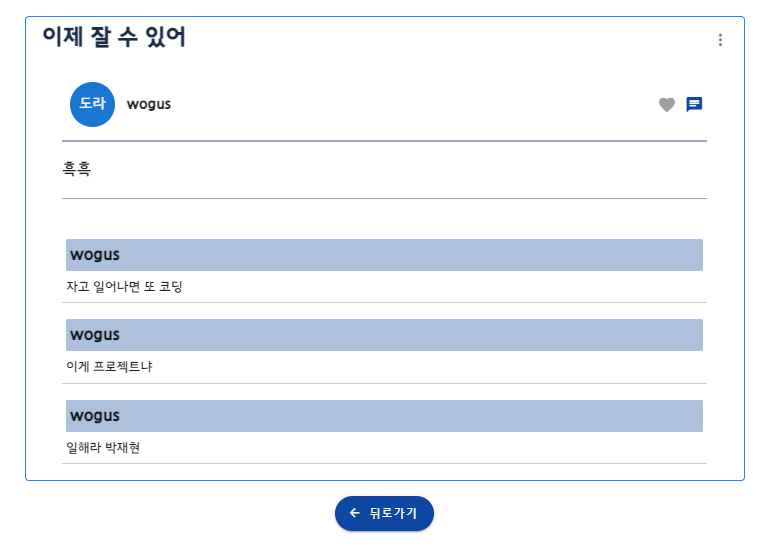 이제 잘 수 있어
도라 wogus
흑흑
wogus
자고 일어나면 또 코딩
wogus
이게 프로젝트냐
wogus
일해라 박재현
뒤로가기